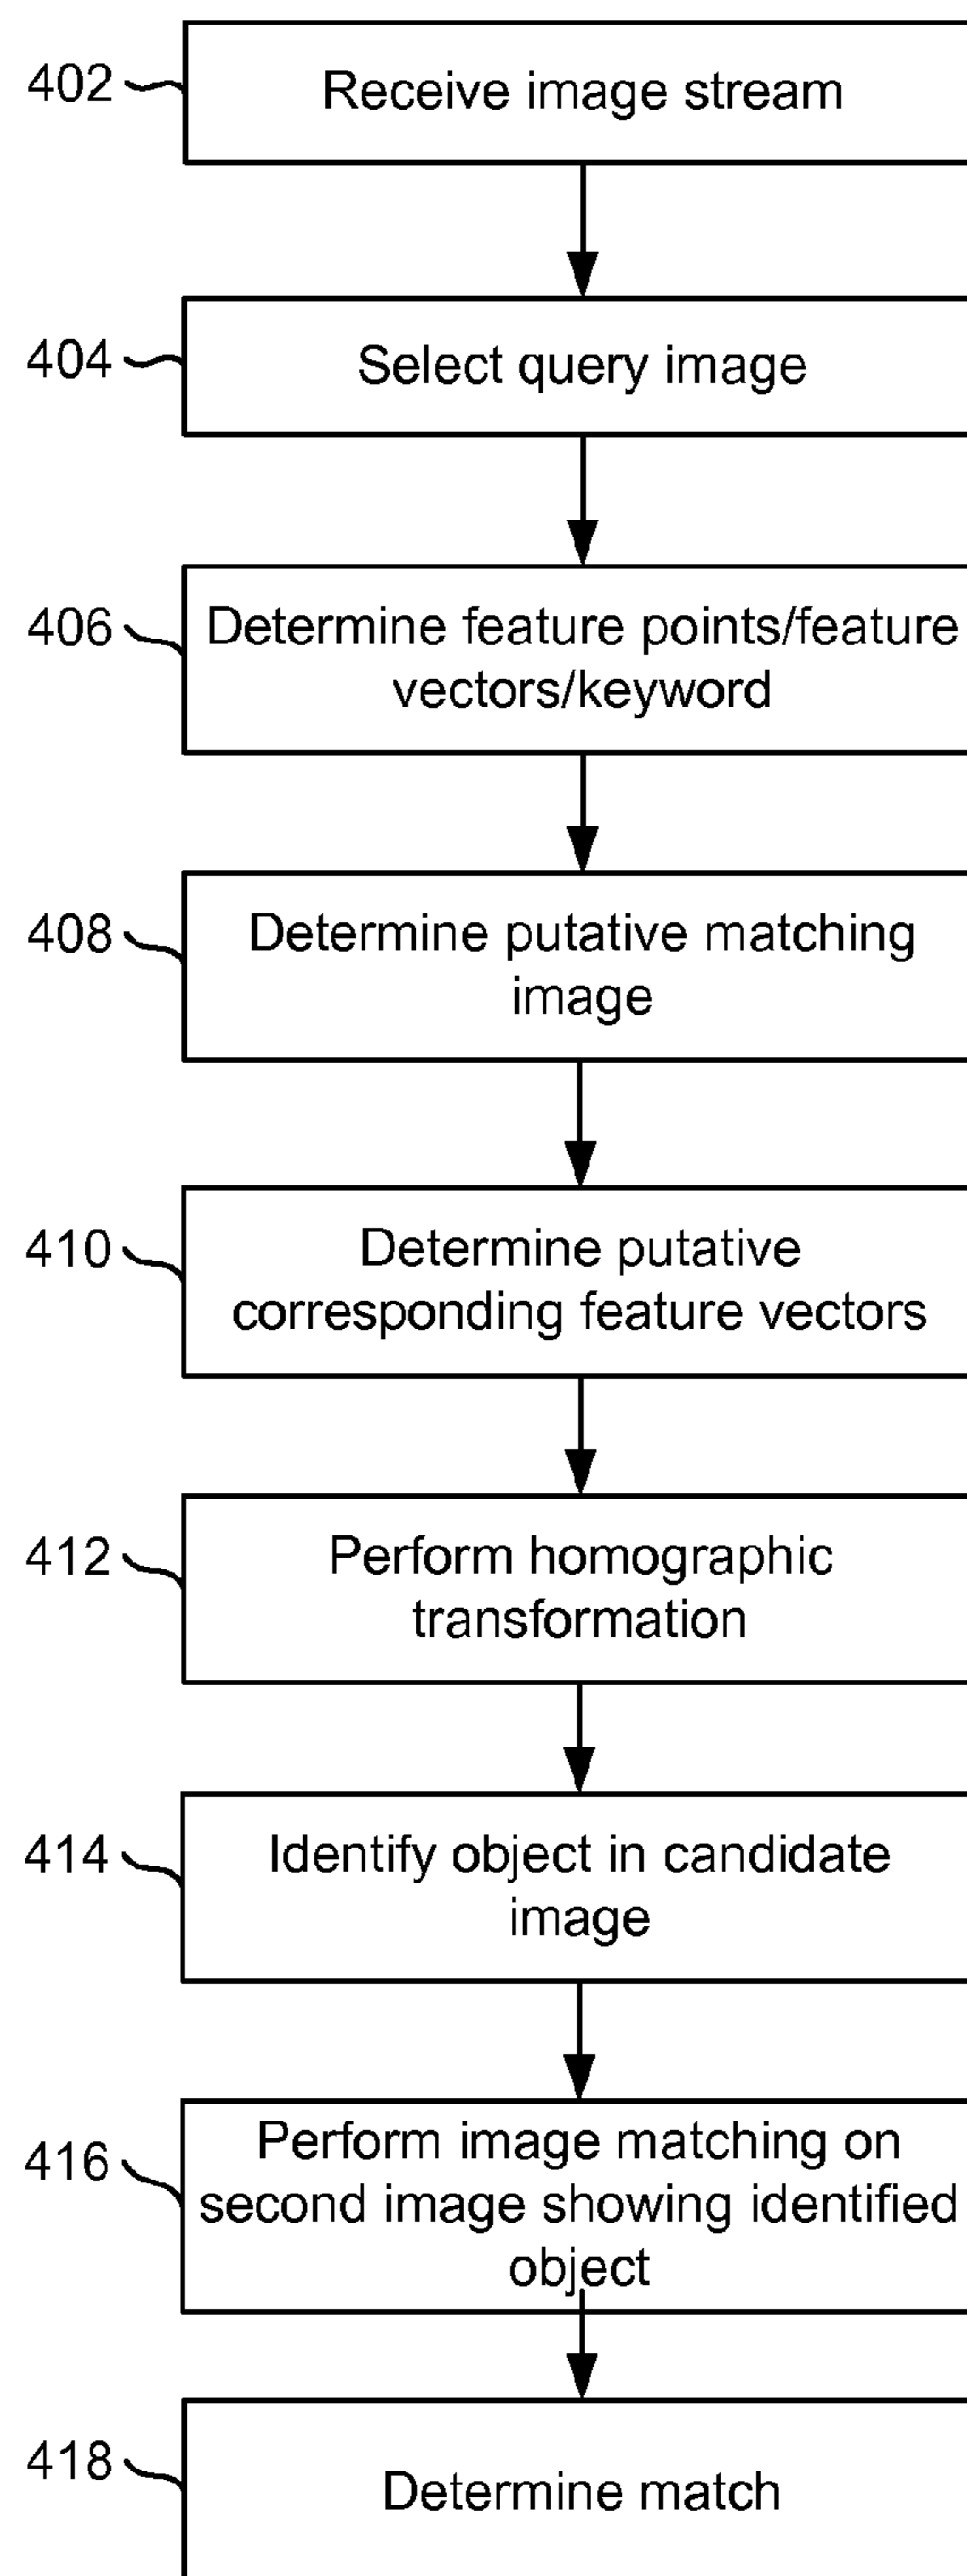 402
Receive image stream
404
Select query image
406
Determine feature points/feature
vectors/keyword
408
Determine putative matching
image
410
Determine putative
corresponding feature vectors
412
Perform homographic
transformation
414
Identify object in candidate
image
416
Perform image matching on
second image showing identified
object
418
Determine match